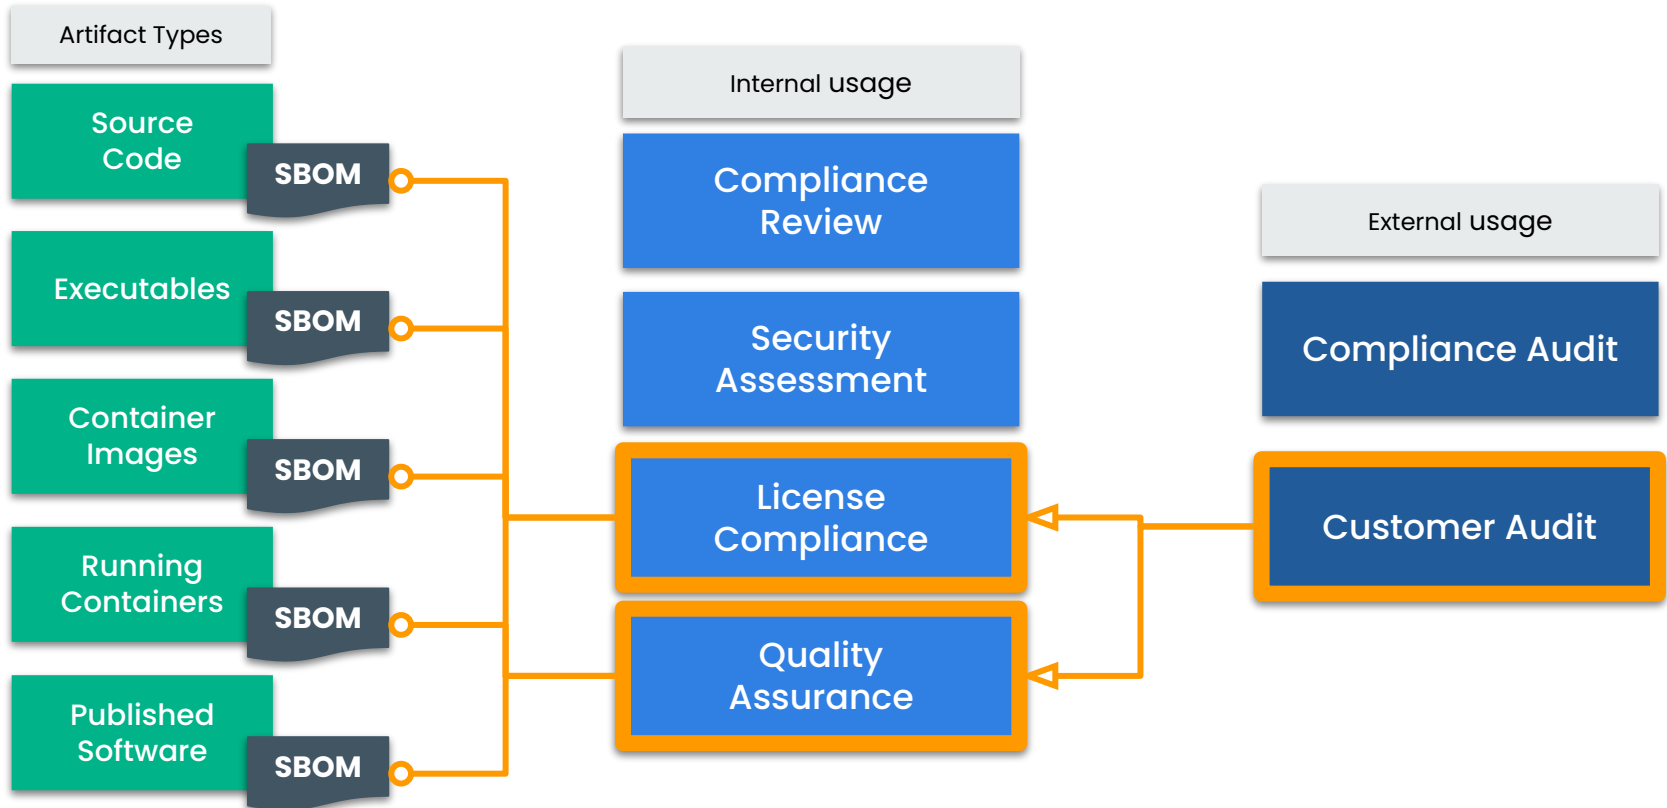 Artifact Types
Source
Code
SBOM
Executables
SBOM
Container
Images
SBOM
Running
Containers
SBOM
Published
Software
SBOM
Internal usage
Compliance
Review
Security
Assessment
License
Compliance
Quality
Assurance
External usage
Compliance Audit
Customer Audit